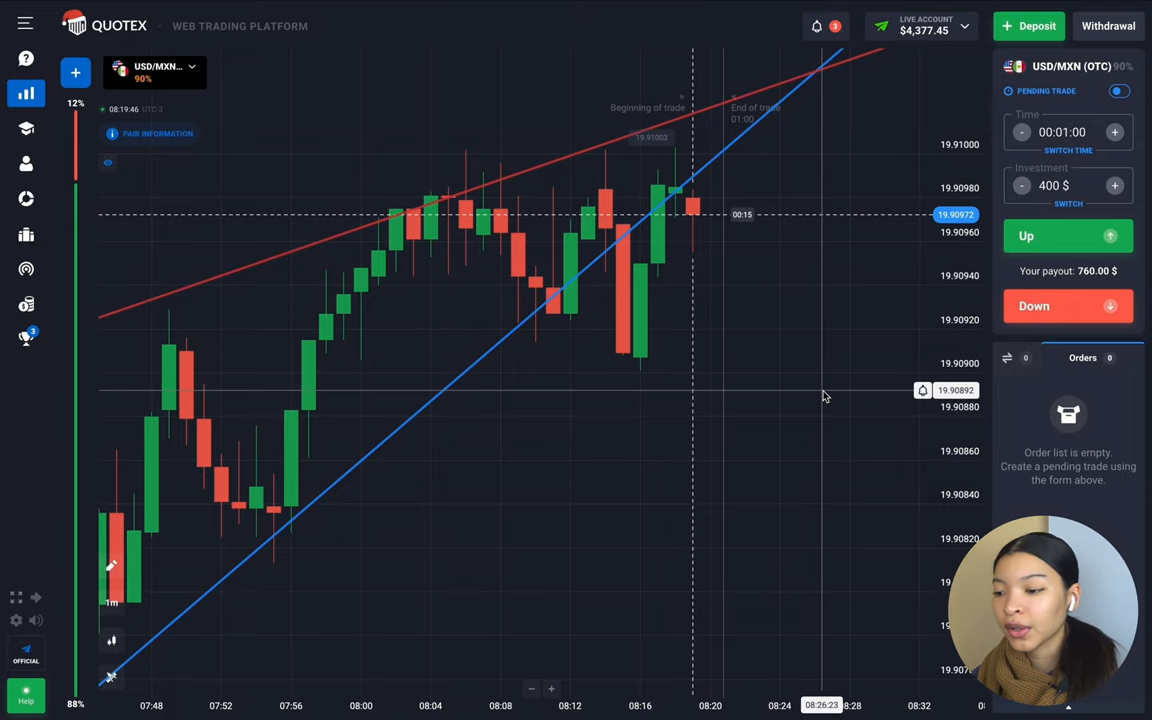 QUOTEX
WEB TRADING PLATFORM
3
LIVE ACCOUNT
$4,377.45
Deposit
Withdrawal
USD/MXN...
90%
12%
08:19:46 UTC-3
PAIR INFORMATION
Beginning of trade
End of trade
01:00
19.91003
00:15
19.91000
19.90980
19.90972
19.90960
19.90940
19.90920
19.90900
19.90892
19.90880
19.90860
19.90840
19.90820
USD/MXN (OTC) 90%
PENDING TRADE
Time
- 00:01:00 +
SWITCH TIME
Investment
- 400 $ +
SWITCH
Up
Your payout: 760.00 $
Down
0
Orders 0
Order list is empty.
Create a pending trade using
the form above.
3
1m
OFFICIAL
Help
88%
07:48
07:52
07:56
08:00
08:04
08:08
08:12
08:16
08:20
08:24
08:26:23
08:32